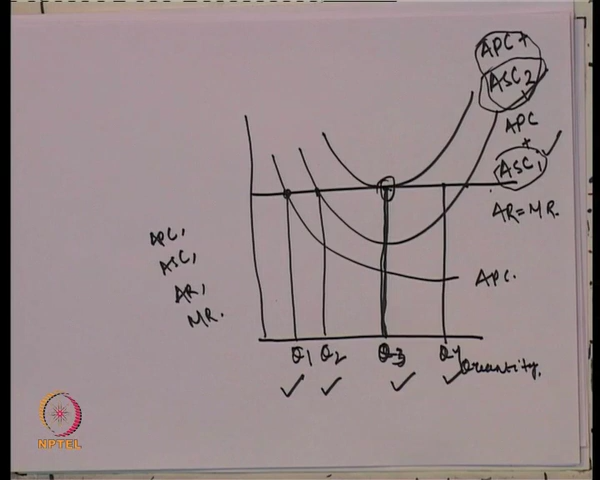 APC +
ASC2
+
APC
+
ASC1
AR = MR.
APC,
ASC,
AR,
MR.
APC.
Q1 Q2 Q3 Q4
Quantity.
NPTEL